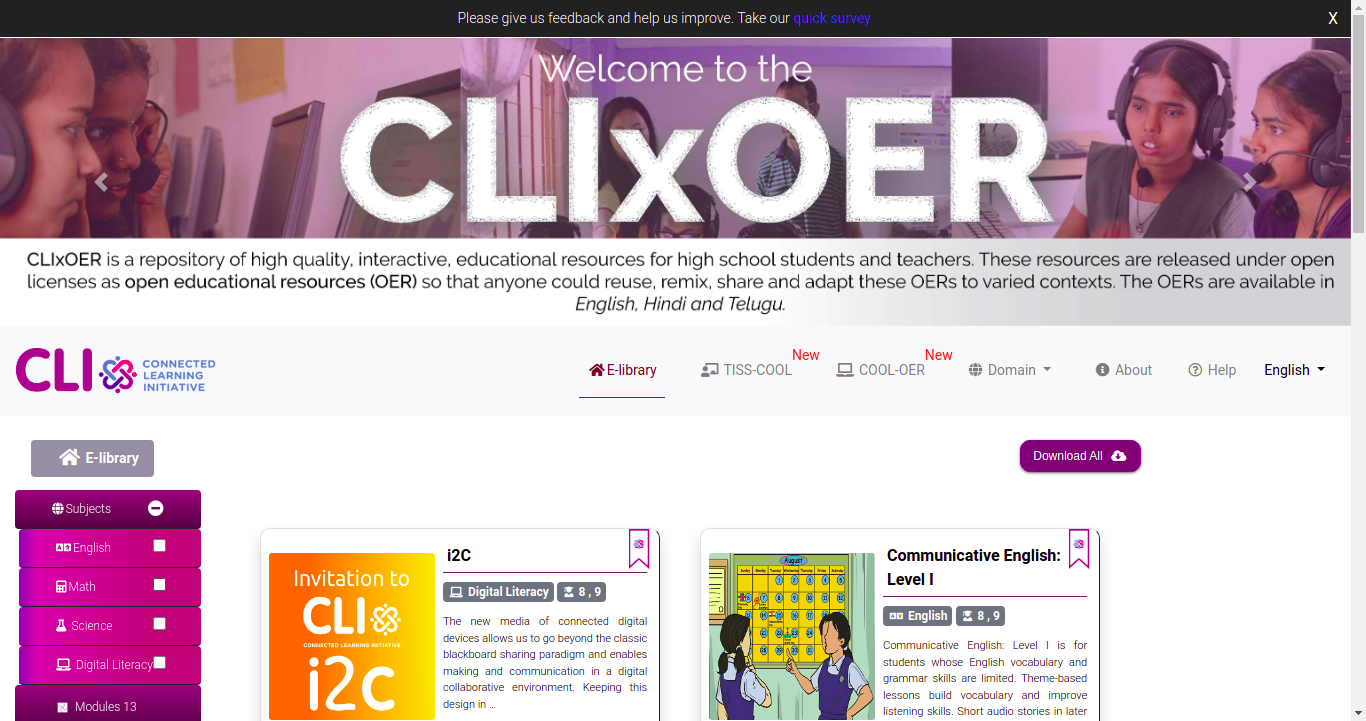 Please give us feedback and help us improve. Take our quick survey.
X
Welcome to the
CLIxOER
CLIxOER is a repository of high quality, interactive, educational resources for high school students and teachers. These resources are released under open
licenses as open educational resources (OER) so that anyone could reuse, remix, share and adapt these OERs to varied contexts. The OERs are available in
English, Hindi and Telugu.
CLI CONNECTED
LEARNING
INITIATIVE
E-library
TISS-COOL
New
COOL-OER
New
Domain
About
Help
English
E-library
Download All
Subjects
English
Math
Science
Digital Literacy
Modules 13
Invitation to
CLI
CONNECTED LEARNING INITIATIVE
i2C
i2C
Digital Literacy
8 , 9
The new media of connected digital
devices allows us to go beyond the classic
blackboard sharing paradigm and enables
making and communication in a digital
collaborative environment. Keeping this
design in ...
August
Communicative English:
Level I
English
8 , 9
Communicative English: Level I is for
students whose English vocabulary and
grammar skills are limited. Theme-based
lessons build vocabulary and improve
listening skills. Short audio stories in later